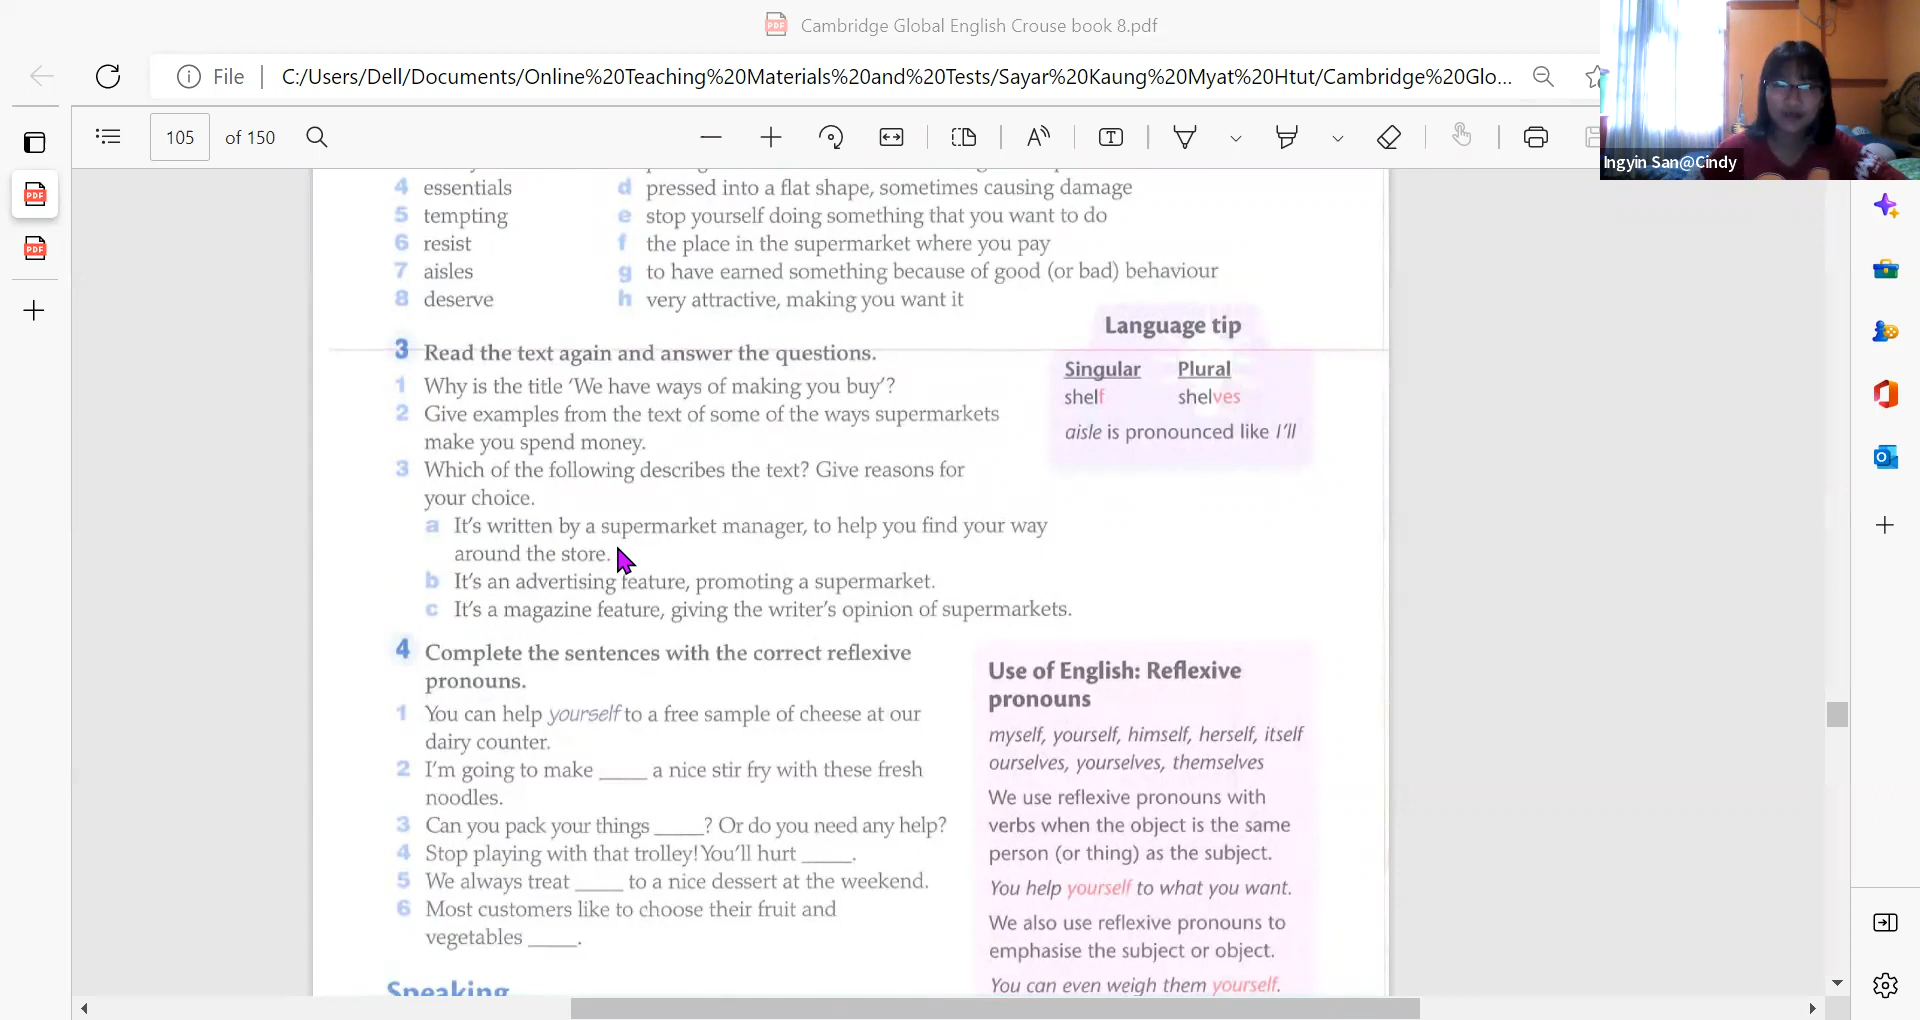 Cambridge Global English Crouse book 8.pdf
File
C:/Users/Dell/Documents/Online%20Teaching%20Materials%20and%20Tests/Sayar%20Kaung%20Myat%20Htut/Cambridge%20Glo...
105 of 150
Ingyin San@Cindy
4 essentials d pressed into a flat shape, sometimes causing damage
5 tempting e stop yourself doing something that you want to do
6 resist f the place in the supermarket where you pay
7 aisles g to have earned something because of good (or bad) behaviour
8 deserve h very attractive, making you want it
3 Read the text again and answer the questions.
1 Why is the title 'We have ways of making you buy'?
2 Give examples from the text of some of the ways supermarkets
make you spend money.
3 Which of the following describes the text? Give reasons for
your choice.
a It's written by a supermarket manager, to help you find your way
around the store.
b It's an advertising feature, promoting a supermarket.
c It's a magazine feature, giving the writer's opinion of supermarkets.
Language tip
Singular Plural
shelf shelves
aisle is pronounced like I'll
4 Complete the sentences with the correct reflexive
pronouns.
1 You can help yourself to a free sample of cheese at our
dairy counter.
2 I'm going to make _____ a nice stir fry with these fresh
noodles.
3 Can you pack your things _____? Or do you need any help?
4 Stop playing with that trolley! You'll hurt _____.
5 We always treat _____ to a nice dessert at the weekend.
6 Most customers like to choose their fruit and
vegetables _____.
Use of English: Reflexive
pronouns
myself, yourself, himself, herself, itself
ourselves, yourselves, themselves
We use reflexive pronouns with
verbs when the object is the same
person (or thing) as the subject.
You help yourself to what you want.
We also use reflexive pronouns to
emphasise the subject or object.
You can even weigh them yourself.
Speaking